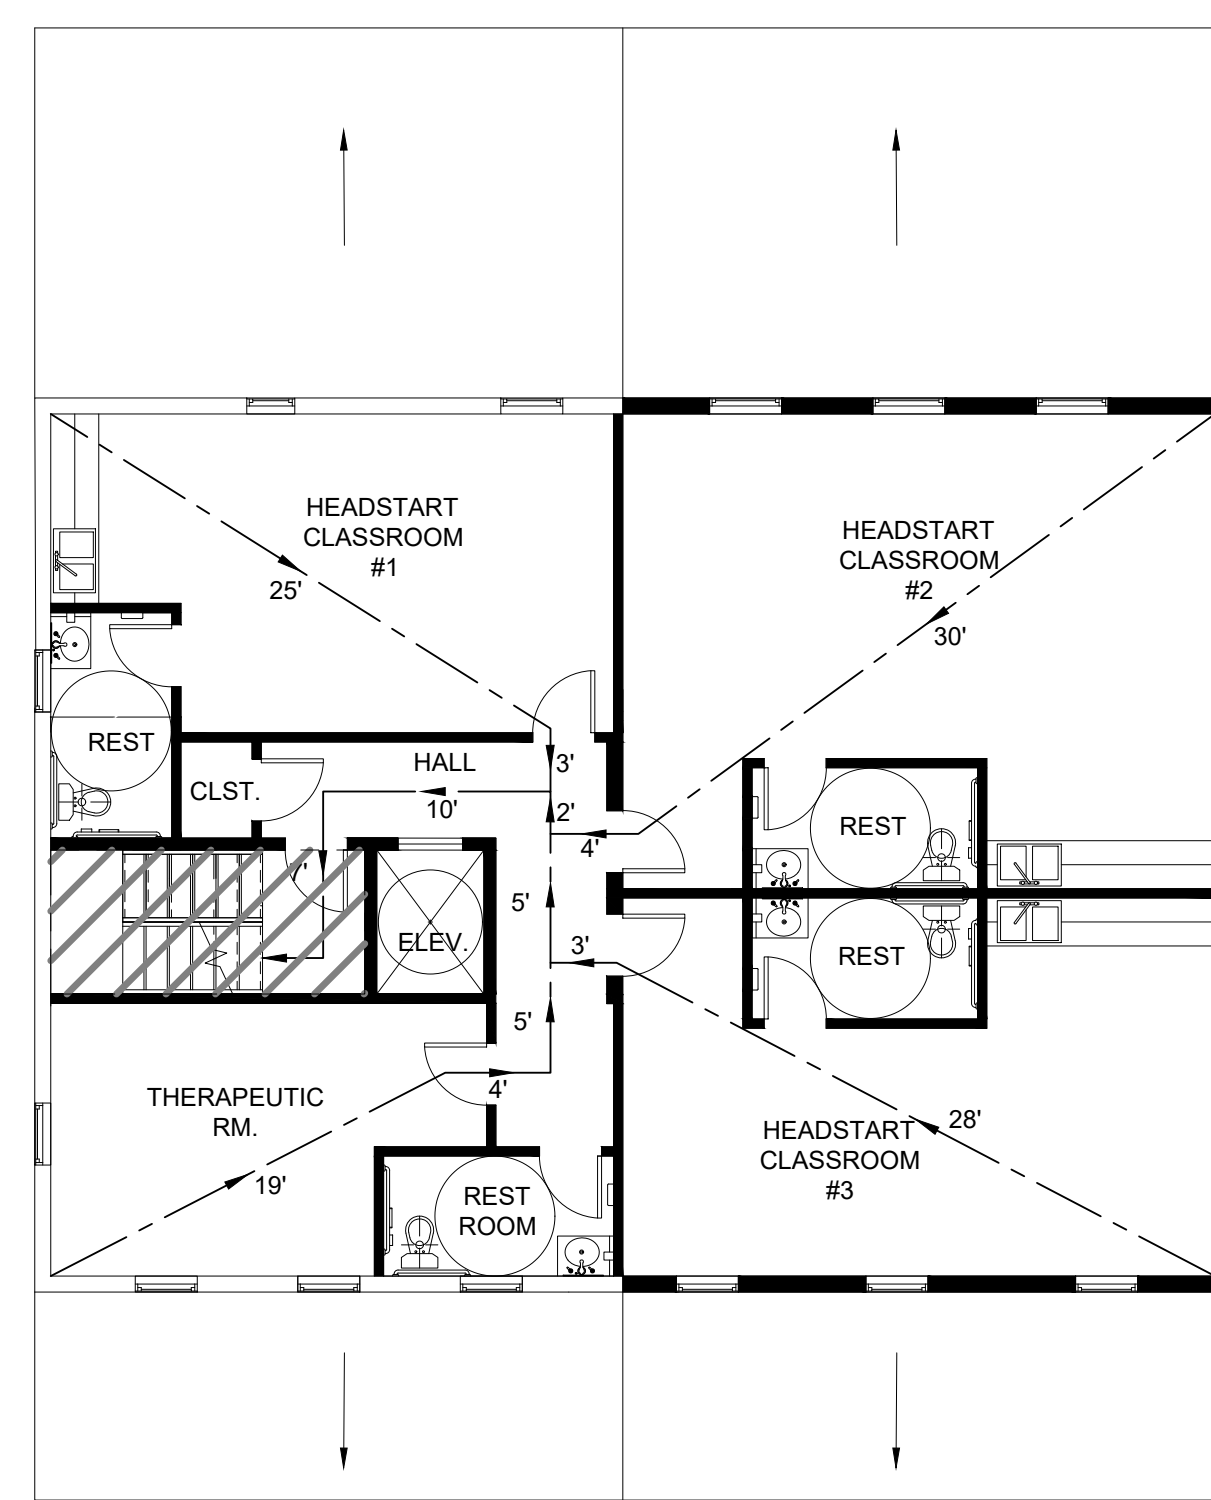 HEADSTART
CLASSROOM
#1
25'
HEADSTART
CLASSROOM
#2
30'
REST
CLST.
HALL
10'
3'
2'
4'
REST
7'
5'
ELEV.
3'
REST
5'
4'
THERAPEUTIC
RM.
19'
REST
ROOM
28'
HEADSTART
CLASSROOM
#3